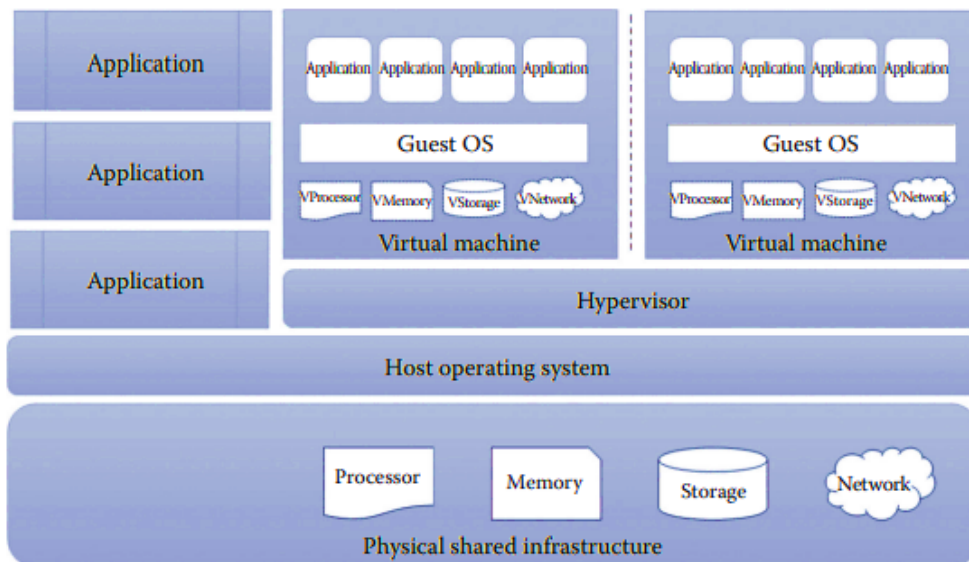 Application
Application
Application
Application Application Application Application
Guest OS
VProcessor VMemory VStorage VNetwork
Virtual machine
Application Application Application Application
Guest OS
VProcessor VMemory VStorage VNetwork
Virtual machine
Hypervisor
Host operating system
Processor Memory Storage Network
Physical shared infrastructure